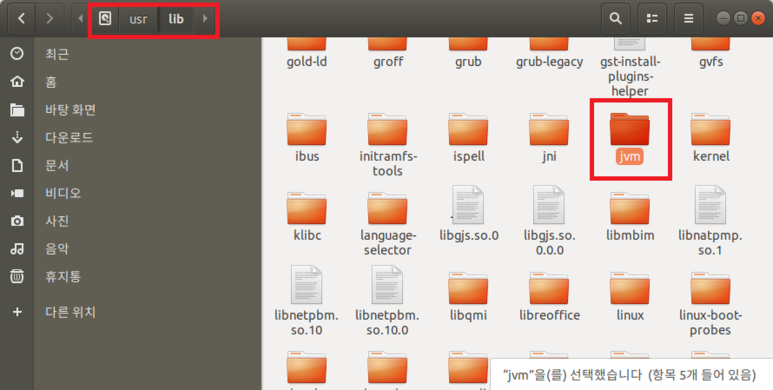 usr
lib
최근
홈
바탕 화면
다운로드
문서
비디오
사진
음악
휴지통
다른 위치
gold-ld
groff
grub
grub-legacy
gst-install-
plugins-
helper
gvfs
ibus
initramfs-
tools
ispell
jni
jvm
kernel
klibc
language-
selector
libgjs.so.0
libgjs.so.
0.0.0
libmbim
libnatpmp.
so.1
libnetpbm.
so.10
libnetpbm.
so.10.0
libqmi
libreoffice
linux
linux-boot-
probes
"jvm"을(를) 선택했습니다 (항목 5개 들어 있음)